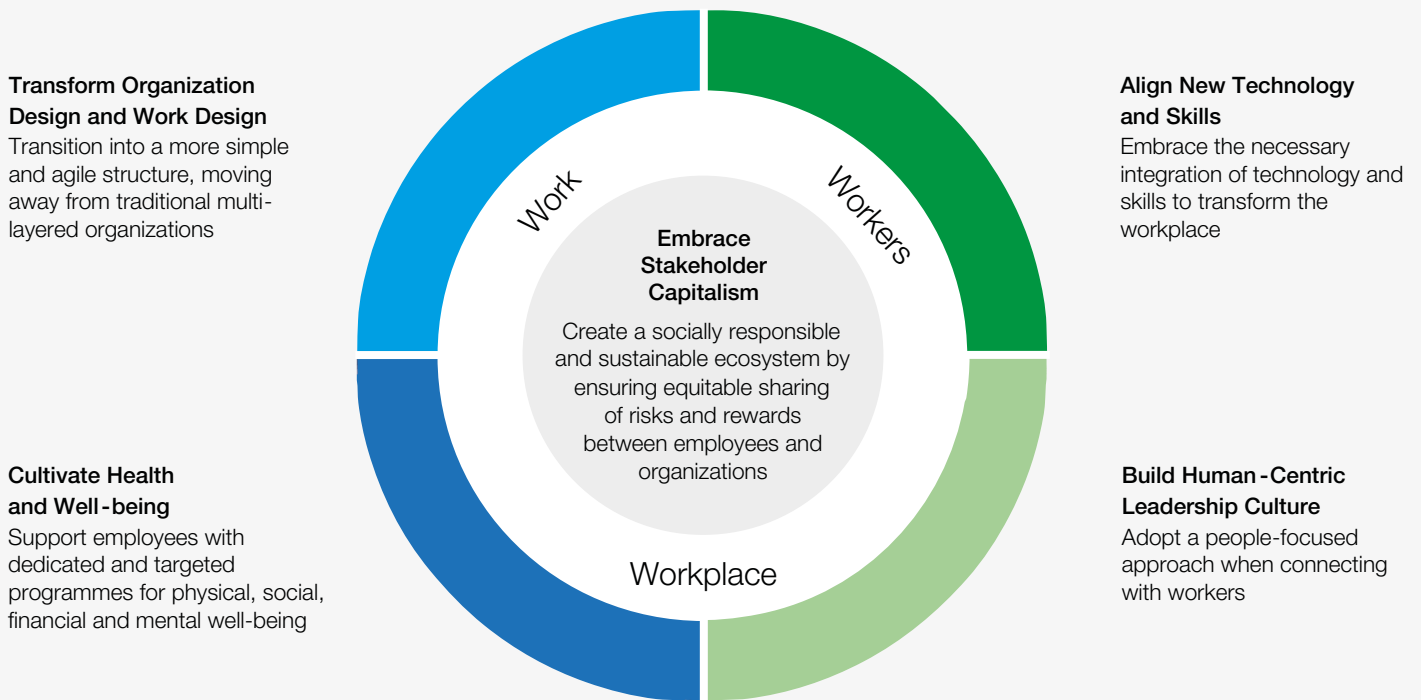 Transform Organization
Design and Work Design
Transition into a more simple
and agile structure, moving
away from traditional multi-
layered organizations
Align New Technology
and Skills
Embrace the necessary
integration of technology and
skills to transform the
workplace
Work
Workers
Embrace
Stakeholder
Capitalism
Create a socially responsible
and sustainable ecosystem by
ensuring equitable sharing
of risks and rewards
between employees and
organizations
Workplace
Cultivate Health
and Well-being
Support employees with
dedicated and targeted
programmes for physical, social,
financial and mental well-being
Build Human-Centric
Leadership Culture
Adopt a people-focused
approach when connecting
with workers